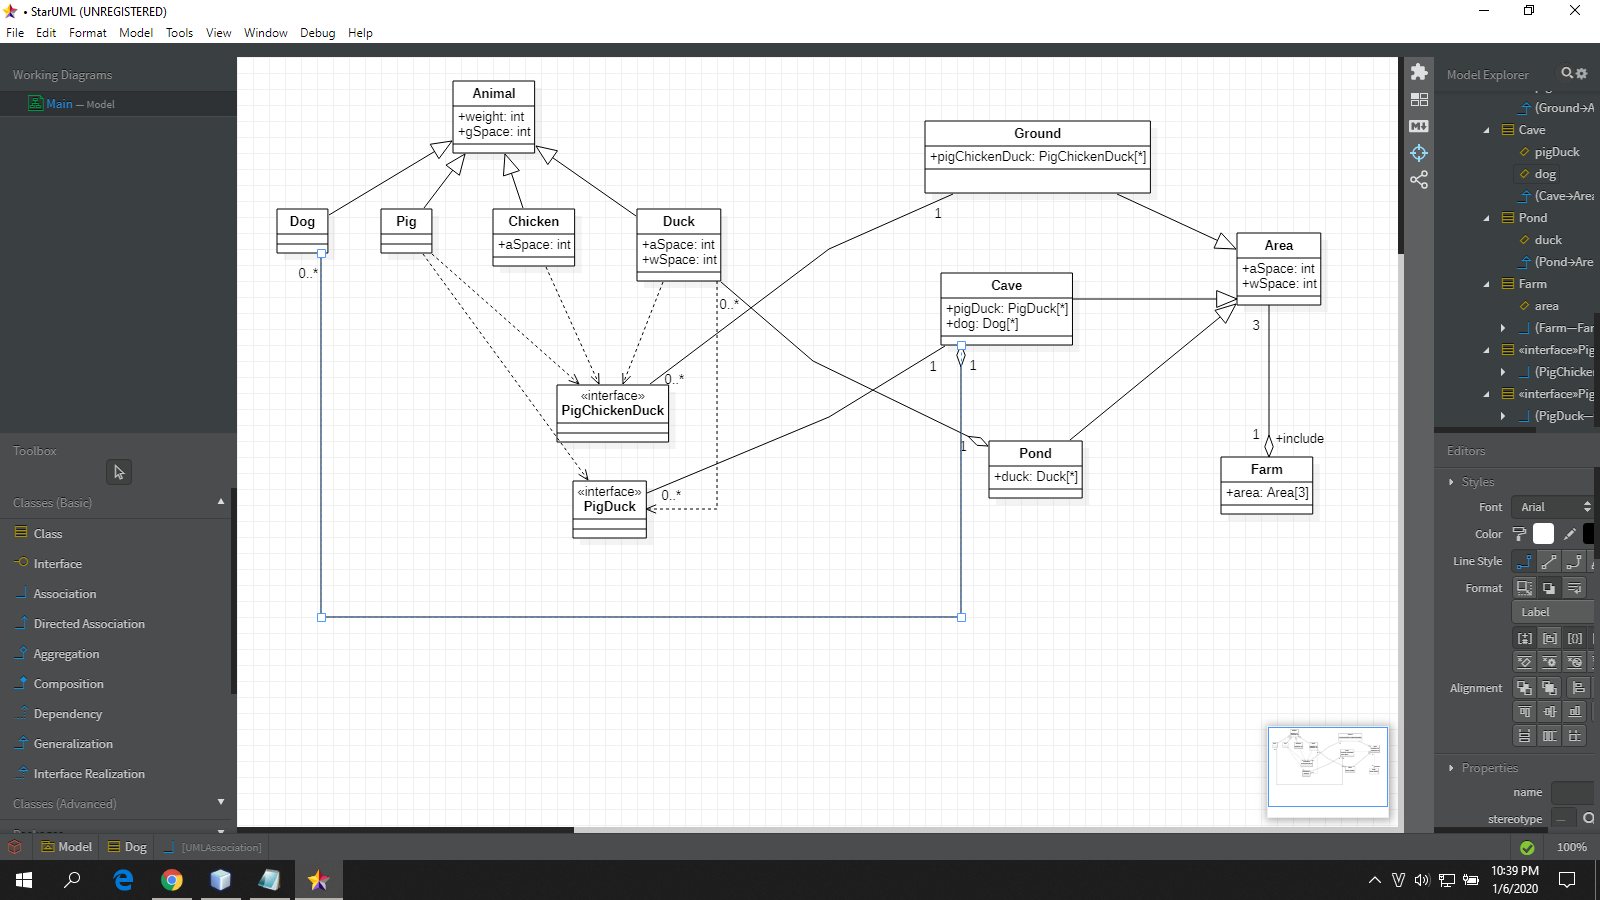 • StarUML (UNREGISTERED)
File Edit Format Model Tools View Window Debug Help
Working Diagrams
Main — Model
Toolbox
Classes (Basic)
Class
Interface
Association
Directed Association
Aggregation
Composition
Dependency
Generalization
Interface Realization
Classes (Advanced)
Animal
+weight: int
+gSpace: int
Dog
Pig
Chicken
+aSpace: int
Duck
+aSpace: int
+wSpace: int
0..*
0..*
«interface»
PigChickenDuck
0..*
«interface»
PigDuck
0..*
Ground
+pigChickenDuck: PigChickenDuck[*]
1
Cave
+pigDuck: PigDuck[*]
+dog: Dog[*]
1
1
Area
+aSpace: int
+wSpace: int
3
1
+include
Farm
+area: Area[3]
1
Pond
+duck: Duck[*]
Model Explorer
(Ground→A
Cave
pigDuck
dog
(Cave→Area
Pond
duck
(Pond→Are
Farm
area
(Farm—Far
«interface»Pig
(PigChicke
«interface»Pig
(PigDuck—
Editors
Styles
Font Arial
Color
Line Style
Format
Label
Alignment
Properties
name
stereotype —
Model Dog [UMLAssociation]
100%
10:39 PM
1/6/2020